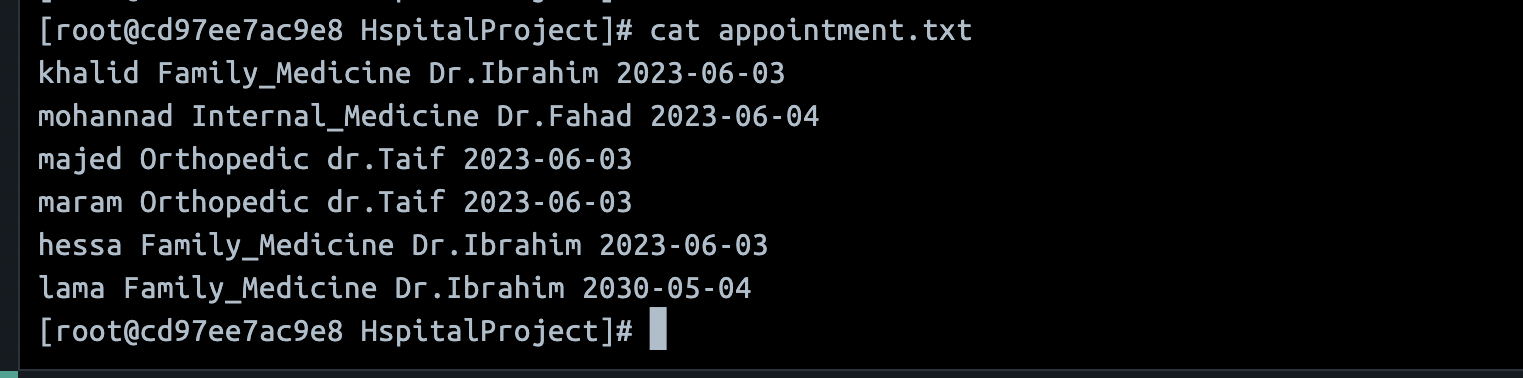 [root@cd97ee7ac9e8 HspitalProject]# cat appointment.txt
khalid Family_Medicine Dr.Ibrahim 2023-06-03
mohannad Internal_Medicine Dr.Fahad 2023-06-04
majed Orthopedic dr.Taif 2023-06-03
maram Orthopedic dr.Taif 2023-06-03
hessa Family_Medicine Dr.Ibrahim 2023-06-03
lama Family_Medicine Dr.Ibrahim 2030-05-04
[root@cd97ee7ac9e8 HspitalProject]#